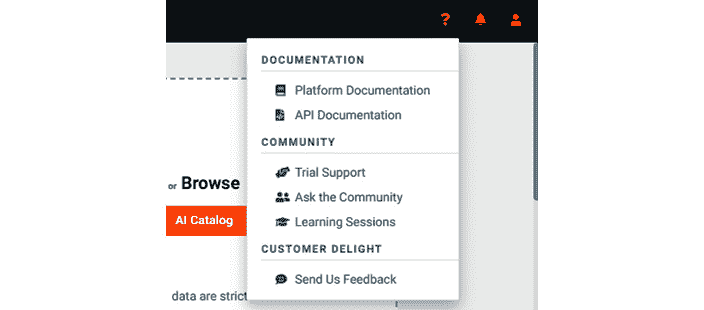 DOCUMENTATION
Platform Documentation
API Documentation
COMMUNITY
Trial Support
Ask the Community
Learning Sessions
CUSTOMER DELIGHT
Send Us Feedback
or Browse
AI Catalog
data are strict